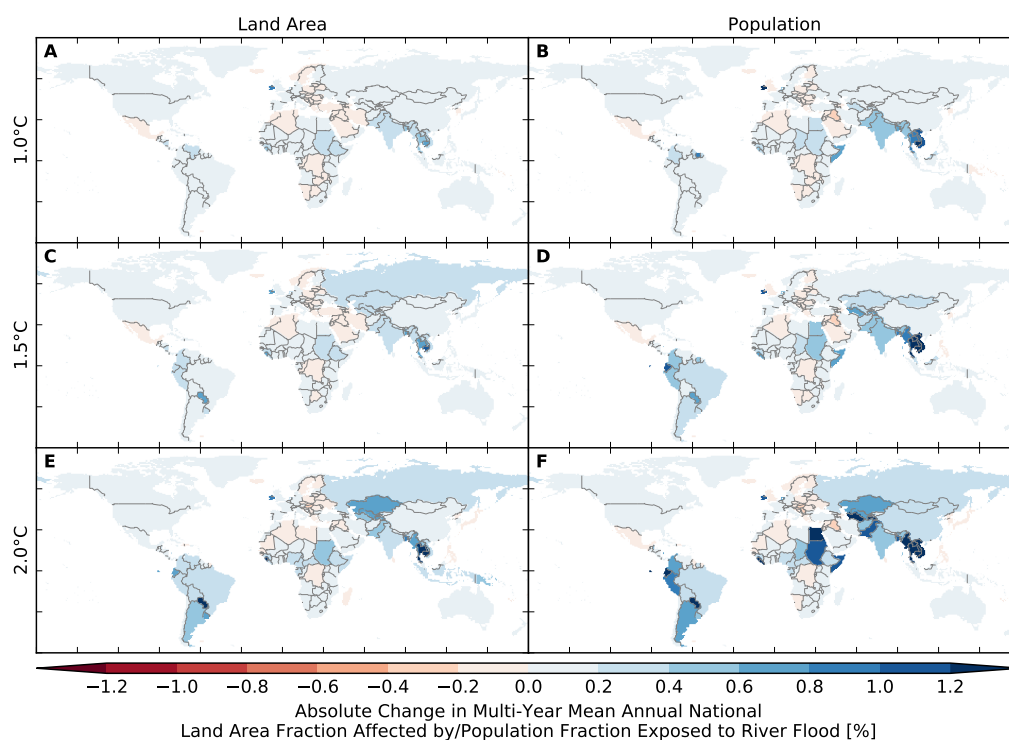 Land Area Population
A B
1.0°C
C D
1.5°C
E F
2.0°C
−1.2 −1.0 −0.8 −0.6 −0.4 −0.2 0.0 0.2 0.4 0.6 0.8 1.0 1.2
Absolute Change in Multi-Year Mean Annual National
Land Area Fraction Affected by/Population Fraction Exposed to River Flood [%]